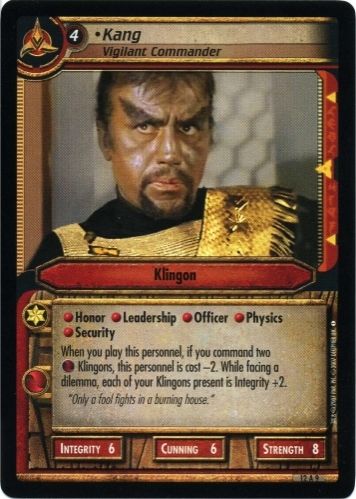 4 •Kang
Vigilant Commander
Klingon
Honor Leadership Officer Physics
Security
When you play this personnel, if you command two
Klingons, this personnel is cost –2. While facing a
dilemma, each of your Klingons present is Integrity +2.
"Only a fool fights in a burning house."
INTEGRITY 6 CUNNING 6 STRENGTH 8
12 A 9